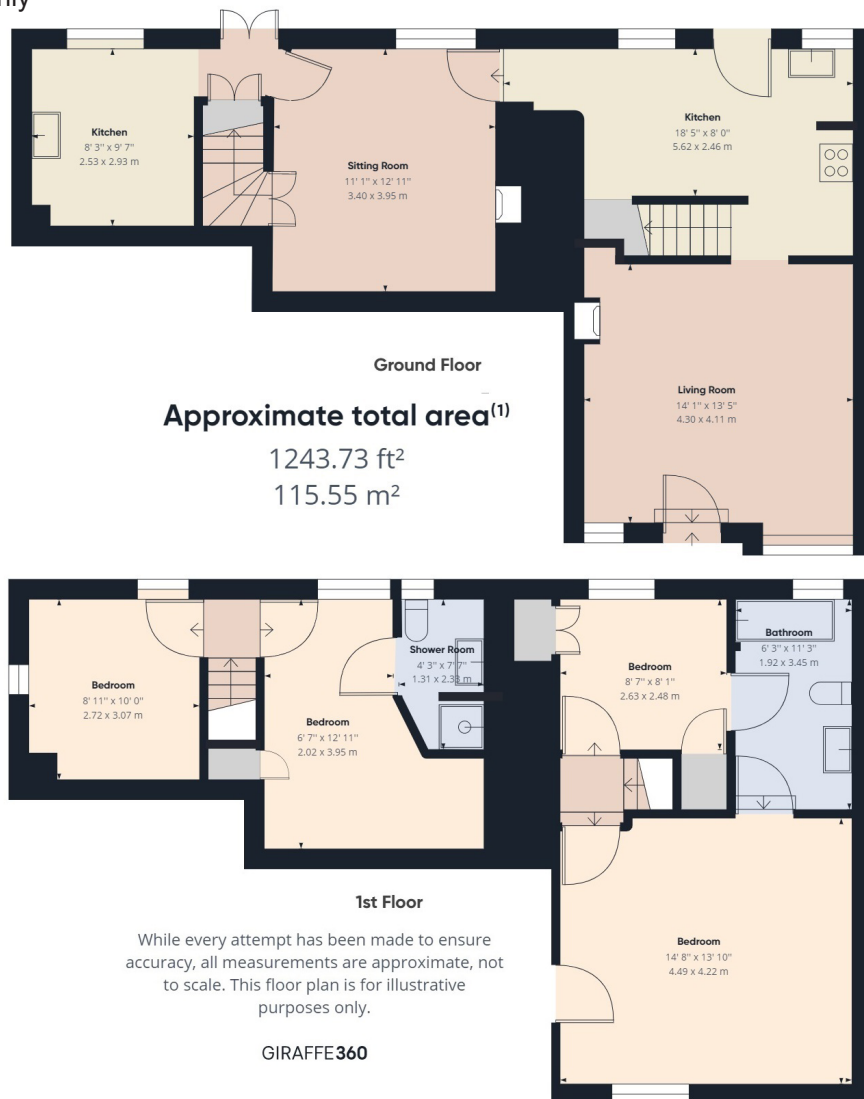 Kitchen
8' 3" x 9' 7"
2.53 x 2.93 m
Sitting Room
11' 1" x 12' 11"
3.40 x 3.95 m
Kitchen
18' 5" x 8' 0"
5.62 x 2.46 m
Living Room
14' 1" x 13' 5"
4.30 x 4.11 m
Ground Floor
Approximate total area(1)
1243.73 ft²
115.55 m²
Bedroom
8' 11" x 10' 0"
2.72 x 3.07 m
Bedroom
6' 7" x 12' 11"
2.02 x 3.95 m
Shower Room
4' 3" x 7' 7"
1.31 x 2.33 m
Bedroom
8' 7" x 8' 1"
2.63 x 2.48 m
Bathroom
6' 3" x 11' 3"
1.92 x 3.45 m
Bedroom
14' 8" x 13' 10"
4.49 x 4.22 m
1st Floor
While every attempt has been made to ensure
accuracy, all measurements are approximate, not
to scale. This floor plan is for illustrative
purposes only.
GIRAFFE360